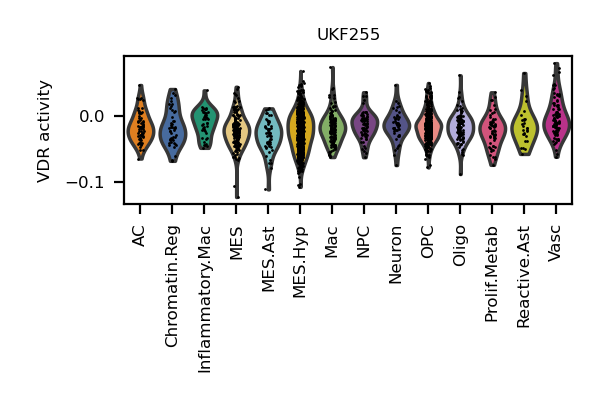 UKF255
VDR activity
0.0
−0.1
AC
Chromatin.Reg
Inflammatory.Mac
MES
MES.Ast
MES.Hyp
Mac
NPC
Neuron
OPC
Oligo
Prolif.Metab
Reactive.Ast
Vasc